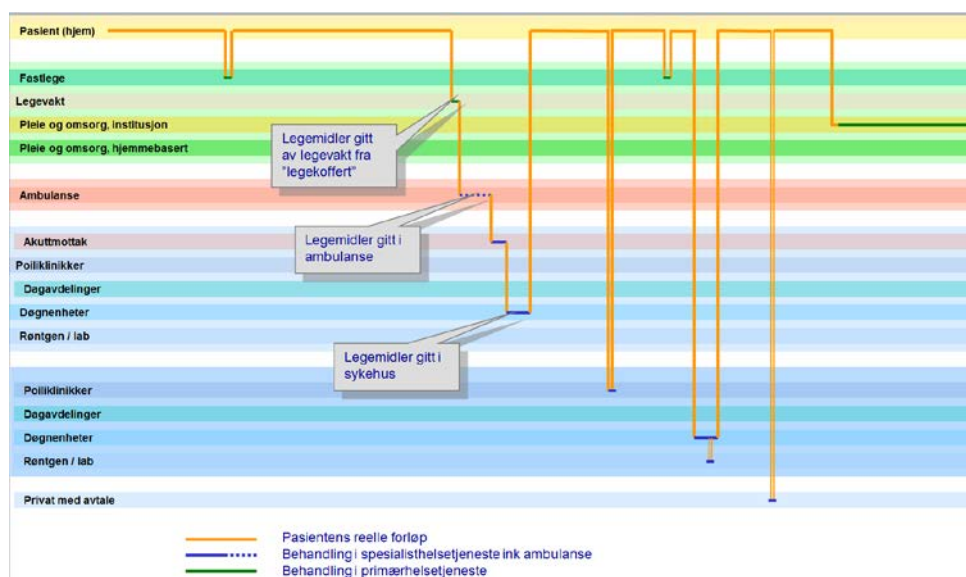 Pasient (hjem)
Fastlege
Legevakt
Pleie og omsorg, institusjon
Pleie og omsorg, hjemmebasert
Legemidler gitt
av legevakt fra
"legekoffert"
Ambulanse
Legemidler gitt i
ambulanse
Akuttmottak
Poliklinikker
Dagavdelinger
Døgnenheter
Røntgen / lab
Legemidler gitt i
sykehus
Poliklinikker
Dagavdelinger
Døgnenheter
Røntgen / lab
Privat med avtale
Pasientens reelle forløp
Behandling i spesialisthelsetjeneste ink ambulanse
Behandling i primærhelsetjeneste